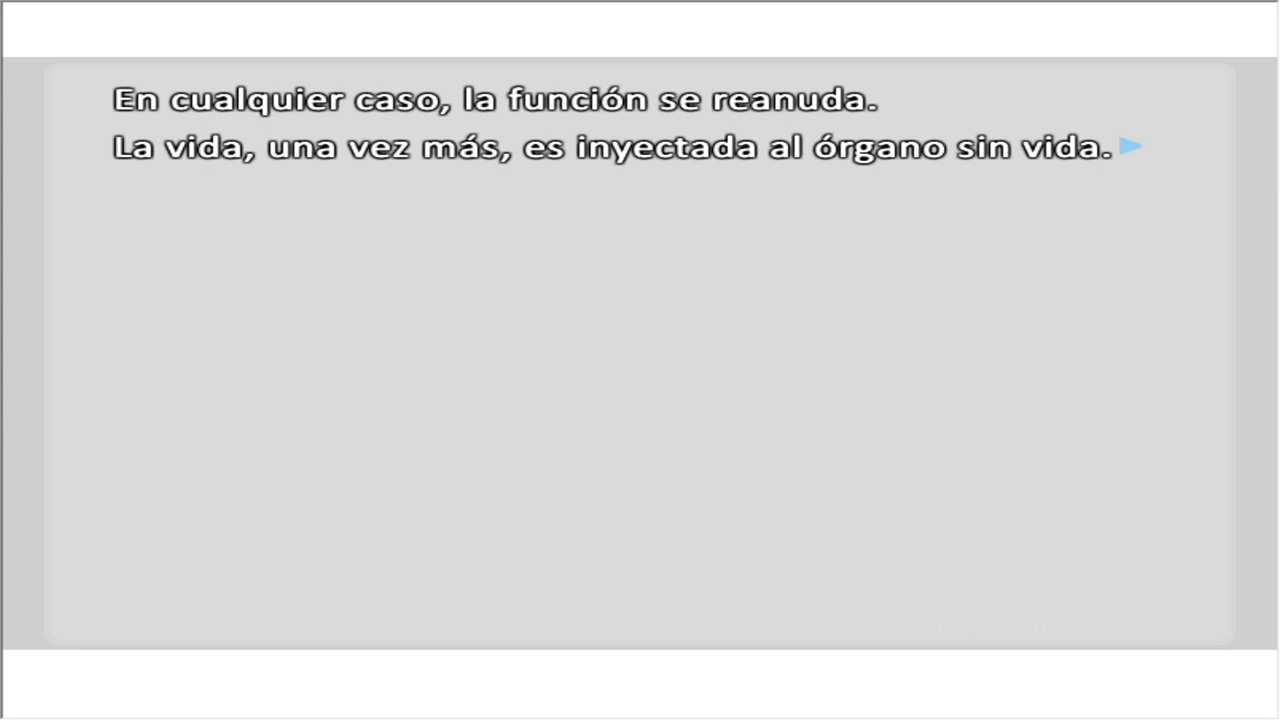 En cualquier caso, la función se reanuda.
La vida, una vez más, es inyectada al órgano sin vida.